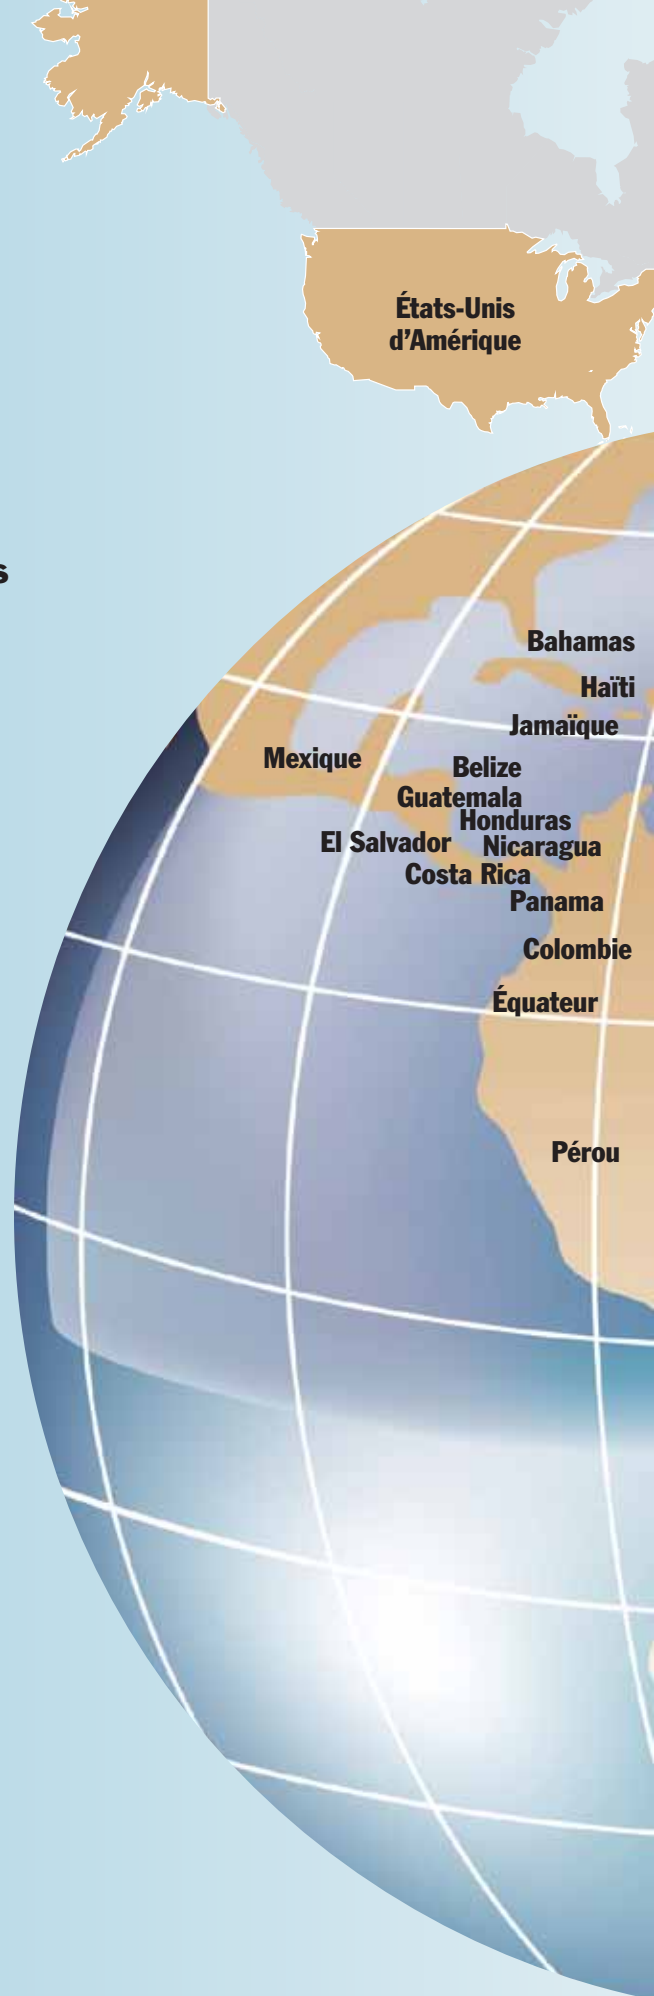 États-Unis
d'Amérique
s
Bahamas
Haïti
Jamaïque
Mexique
Belize
Guatemala
Honduras
El Salvador
Nicaragua
Costa Rica
Panama
Colombie
Équateur
Pérou